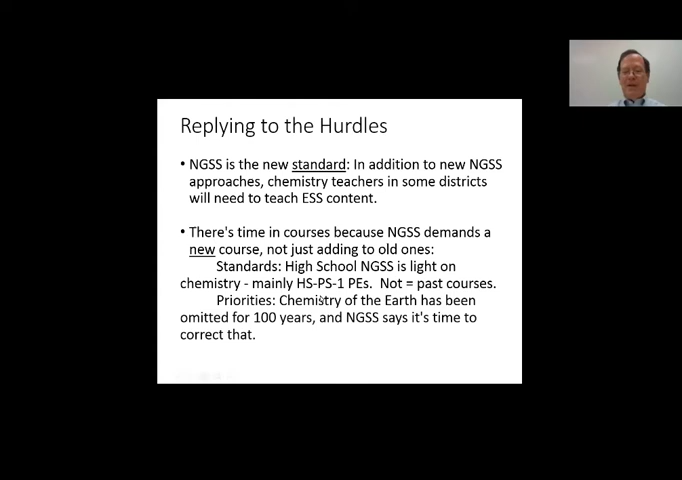 Replying to the Hurdles
• NGSS is the new standard: In addition to new NGSS
approaches, chemistry teachers in some districts
will need to teach ESS content.
• There's time in courses because NGSS demands a
new course, not just adding to old ones:
Standards: High School NGSS is light on
chemistry - mainly HS-PS-1 PEs. Not = past courses.
Priorities: Chemistry of the Earth has been
omitted for 100 years, and NGSS says it's time to
correct that.